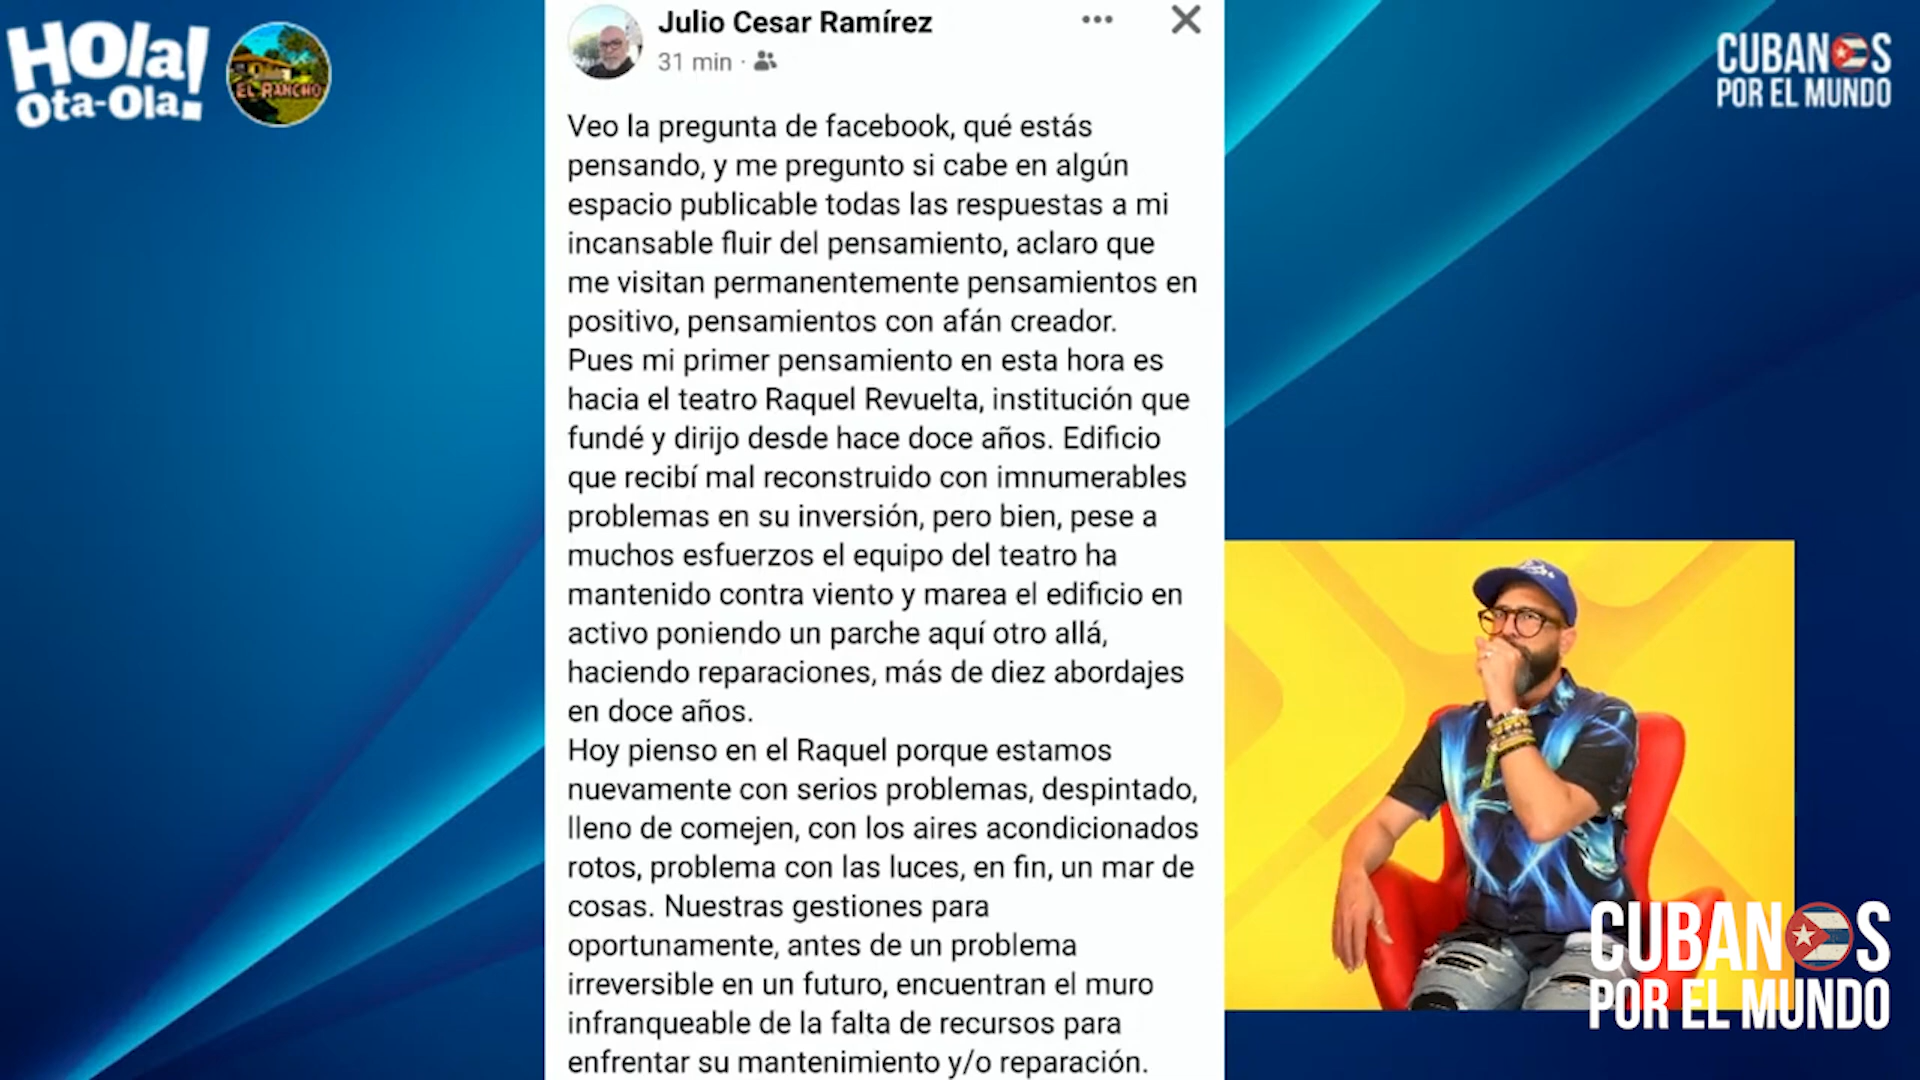 Hola!
Ota-Ola!
EL RANCHO
CUBANOS
POR EL MUNDO
Julio Cesar Ramírez
31 min ·
Veo la pregunta de facebook, qué estás
pensando, y me pregunto si cabe en algún
espacio publicable todas las respuestas a mi
incansable fluir del pensamiento, aclaro que
me visitan permanentemente pensamientos en
positivo, pensamientos con afán creador.
Pues mi primer pensamiento en esta hora es
hacia el teatro Raquel Revuelta, institución que
fundé y dirijo desde hace doce años. Edificio
que recibí mal reconstruido con imnumerables
problemas en su inversión, pero bien, pese a
muchos esfuerzos el equipo del teatro ha
mantenido contra viento y marea el edificio en
activo poniendo un parche aquí otro allá,
haciendo reparaciones, más de diez abordajes
en doce años.
Hoy pienso en el Raquel porque estamos
nuevamente con serios problemas, despintado,
lleno de comejen, con los aires acondicionados
rotos, problema con las luces, en fin, un mar de
cosas. Nuestras gestiones para
oportunamente, antes de un problema
irreversible en un futuro, encuentran el muro
infranqueable de la falta de recursos para
enfrentar su mantenimiento y/o reparación.
CUBANOS
POR EL MUNDO